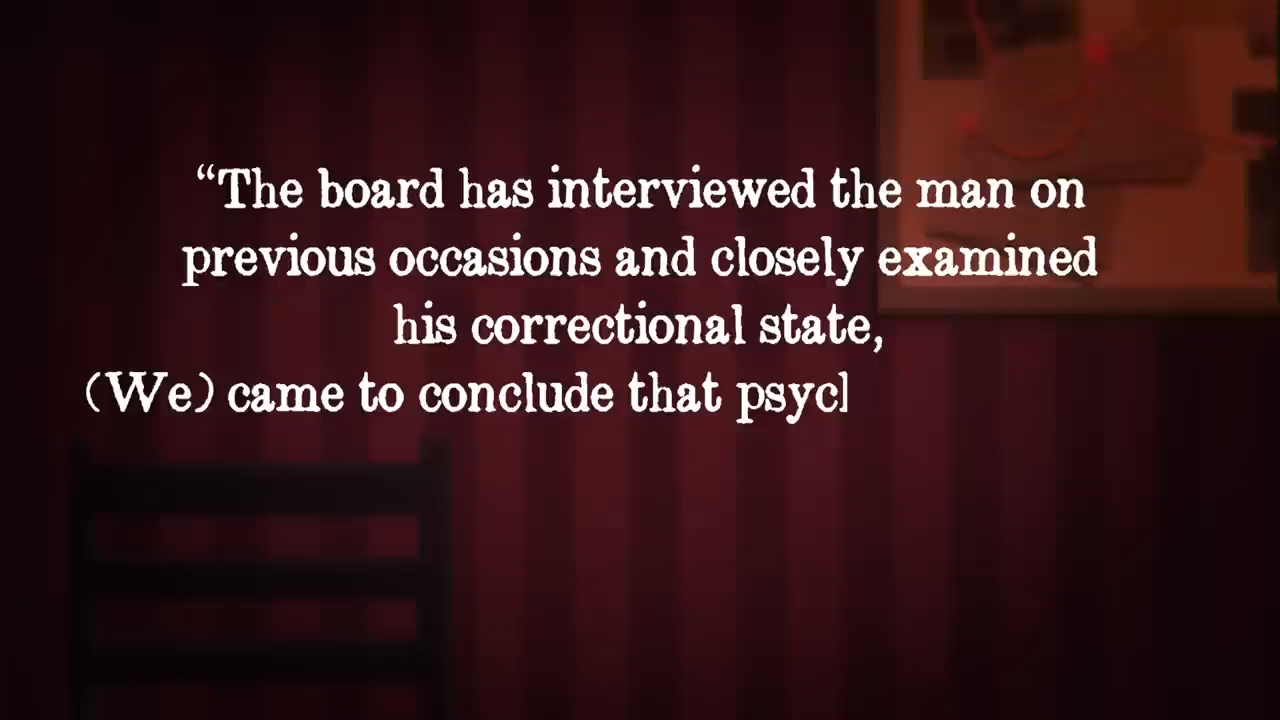 “The board has interviewed the man on
previous occasions and closely examined
his correctional state,
(We) came to conclude that